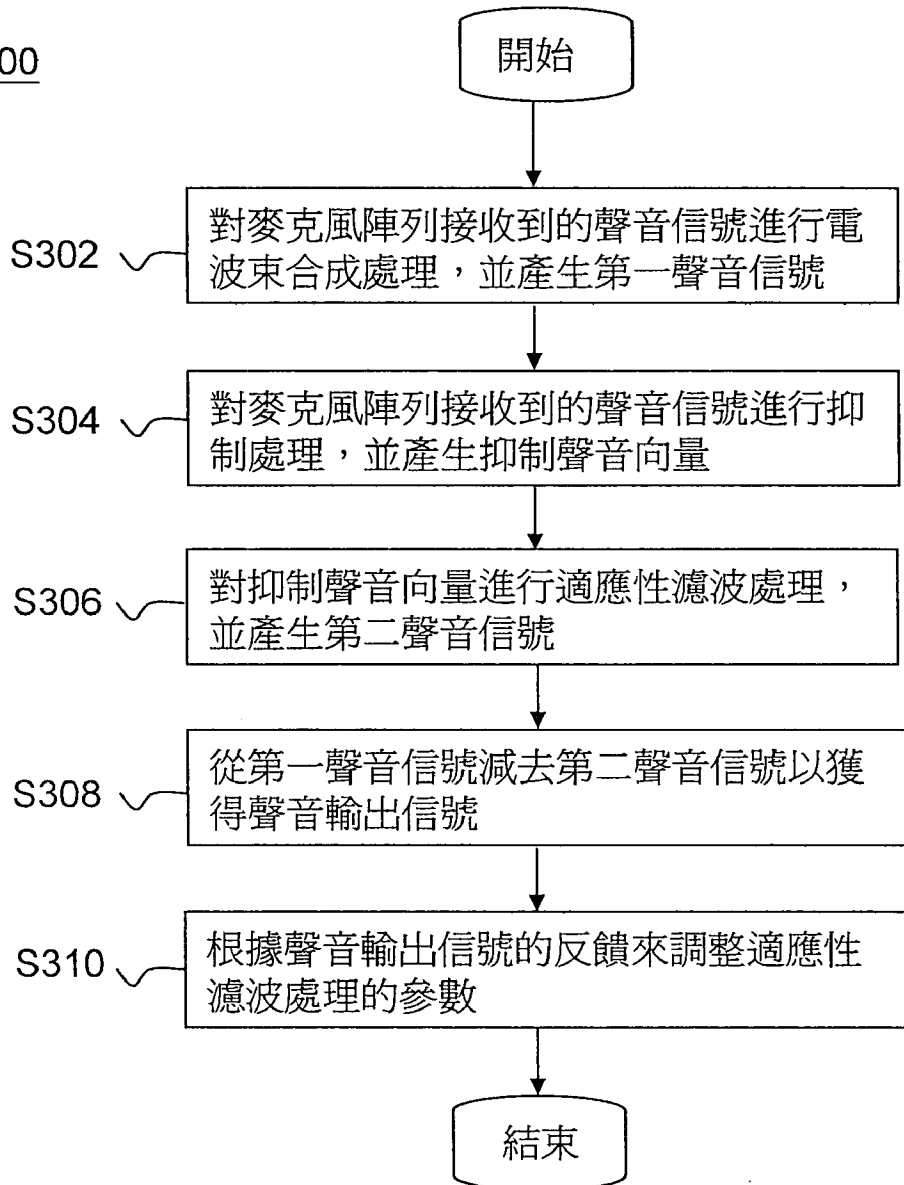 00
開始
S302
對麥克風陣列接收到的聲音信號進行電
波束合成處理，並產生第一聲音信號
S304
對麥克風陣列接收到的聲音信號進行抑
制處理，並產生抑制聲音向量
S306
對抑制聲音向量進行適應性濾波處理，
並產生第二聲音信號
S308
從第一聲音信號減去第二聲音信號以獲
得聲音輸出信號
S310
根據聲音輸出信號的反饋來調整適應性
濾波處理的參數
結束